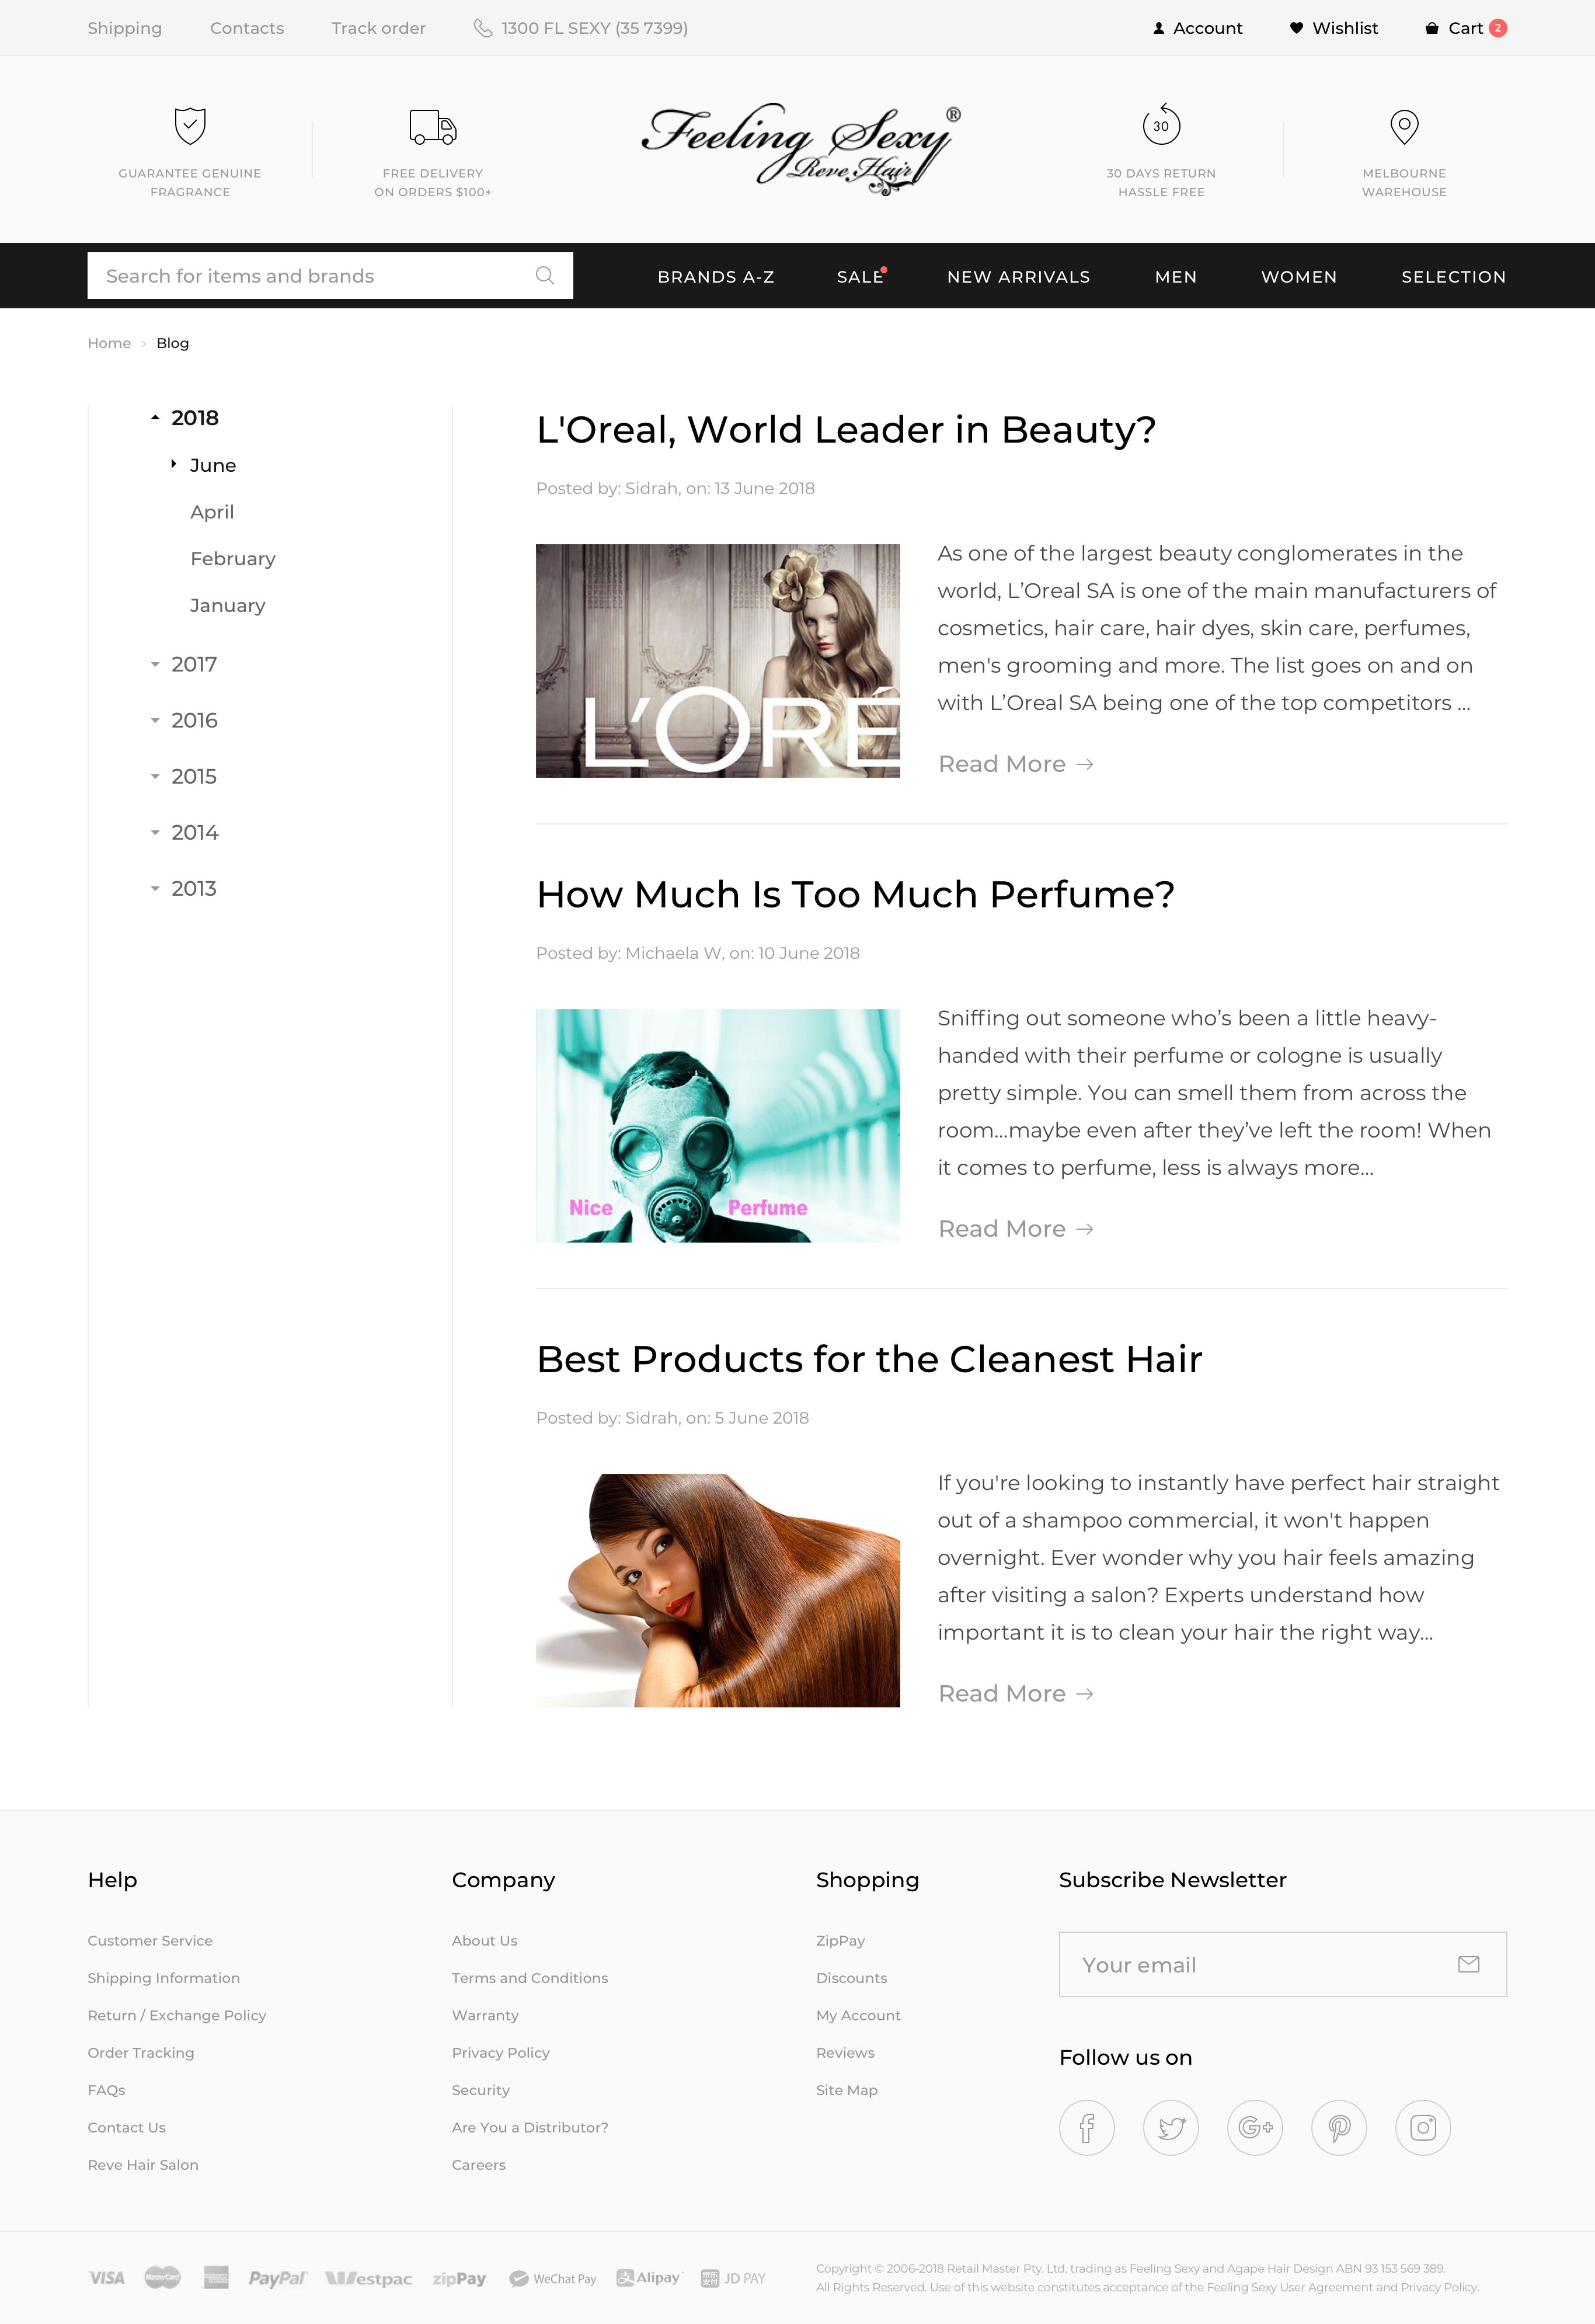 Shipping Contacts Track order 1300 FL SEXY (35 7399) Account Wishlist Cart 2
GUARANTEE GENUINE
FRAGRANCE
FREE DELIVERY
ON ORDERS $100+
Feeling Sexy ®
Reve Hair
30
30 DAYS RETURN
HASSLE FREE
MELBOURNE
WAREHOUSE
Search for items and brands BRANDS A-Z SALE NEW ARRIVALS MEN WOMEN SELECTION
Home > Blog
2018
June
April
February
January
2017
2016
2015
2014
2013
L'Oreal, World Leader in Beauty?
Posted by: Sidrah, on: 13 June 2018
L'ORÉ
As one of the largest beauty conglomerates in the
world, L’Oreal SA is one of the main manufacturers of
cosmetics, hair care, hair dyes, skin care, perfumes,
men's grooming and more. The list goes on and on
with L’Oreal SA being one of the top competitors ...
Read More →
How Much Is Too Much Perfume?
Posted by: Michaela W, on: 10 June 2018
Nice Perfume
Sniffing out someone who’s been a little heavy-
handed with their perfume or cologne is usually
pretty simple. You can smell them from across the
room...maybe even after they’ve left the room! When
it comes to perfume, less is always more...
Read More →
Best Products for the Cleanest Hair
Posted by: Sidrah, on: 5 June 2018
If you're looking to instantly have perfect hair straight
out of a shampoo commercial, it won't happen
overnight. Ever wonder why you hair feels amazing
after visiting a salon? Experts understand how
important it is to clean your hair the right way...
Read More →
Help
Customer Service
Shipping Information
Return / Exchange Policy
Order Tracking
FAQs
Contact Us
Reve Hair Salon
Company
About Us
Terms and Conditions
Warranty
Privacy Policy
Security
Are You a Distributor?
Careers
Shopping
ZipPay
Discounts
My Account
Reviews
Site Map
Subscribe Newsletter
Your email
Follow us on
VISA MasterCard PayPal Westpac zipPay WeChat Pay Alipay JD PAY
Copyright © 2006-2018 Retail Master Pty. Ltd. trading as Feeling Sexy and Agape Hair Design ABN 93 153 569 389.
All Rights Reserved. Use of this website constitutes acceptance of the Feeling Sexy User Agreement and Privacy Policy.